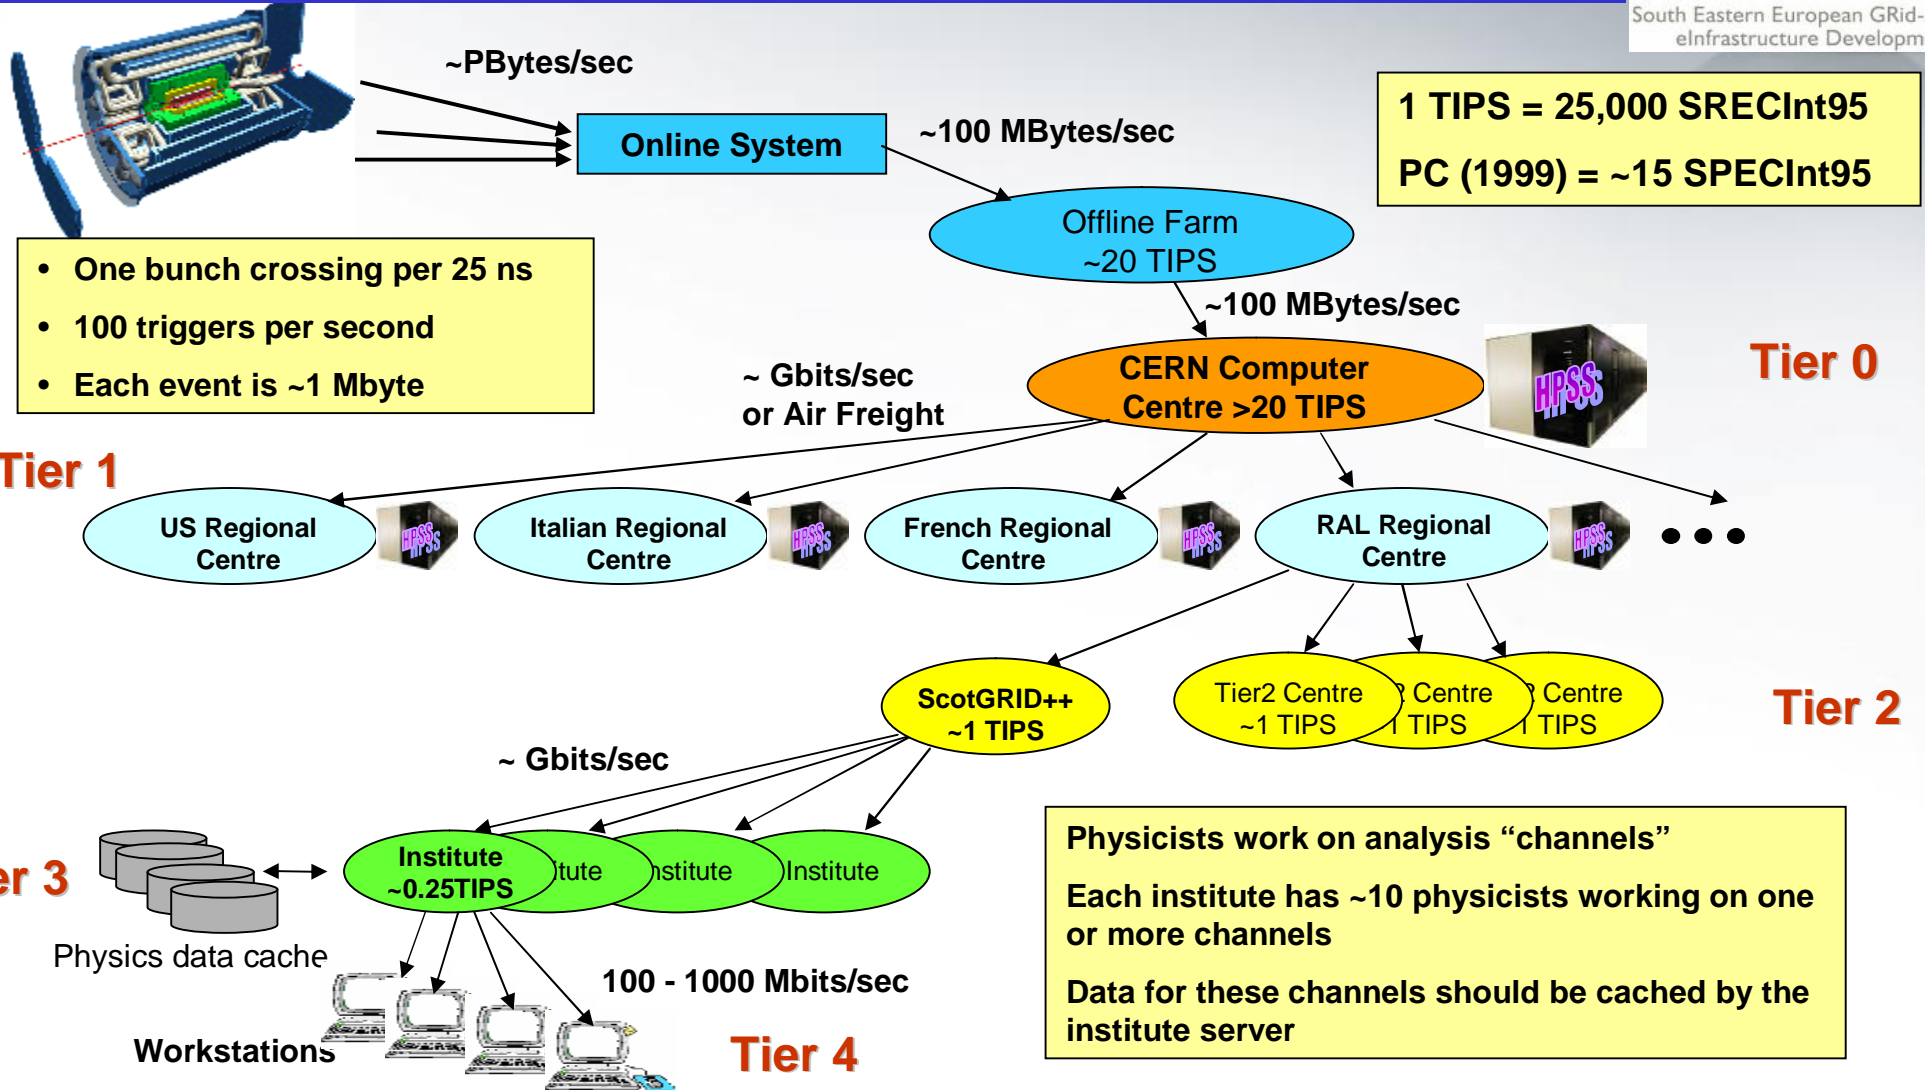 South Eastern European GRid-
eInfrastructure Developm
~PBytes/sec
Online System
~100 MBytes/sec
1 TIPS = 25,000 SRECInt95
PC (1999) = ~15 SPECInt95
Offline Farm
~20 TIPS
• One bunch crossing per 25 ns
• 100 triggers per second
• Each event is ~1 Mbyte
~100 MBytes/sec
~ Gbits/sec
or Air Freight
CERN Computer
Centre >20 TIPS
HPSS
Tier 0
Tier 1
US Regional
Centre
HPSS
Italian Regional
Centre
HPSS
French Regional
Centre
HPSS
RAL Regional
Centre
HPSS
ScotGRID++
~1 TIPS
Tier2 Centre
~1 TIPS
2 Centre
1 TIPS
2 Centre
1 TIPS
Tier 2
~ Gbits/sec
er 3
Institute
~0.25TIPS
itute
nstitute
Institute
Physics data cache
100 - 1000 Mbits/sec
Workstations
Tier 4
Physicists work on analysis “channels”
Each institute has ~10 physicists working on one
or more channels
Data for these channels should be cached by the
institute server